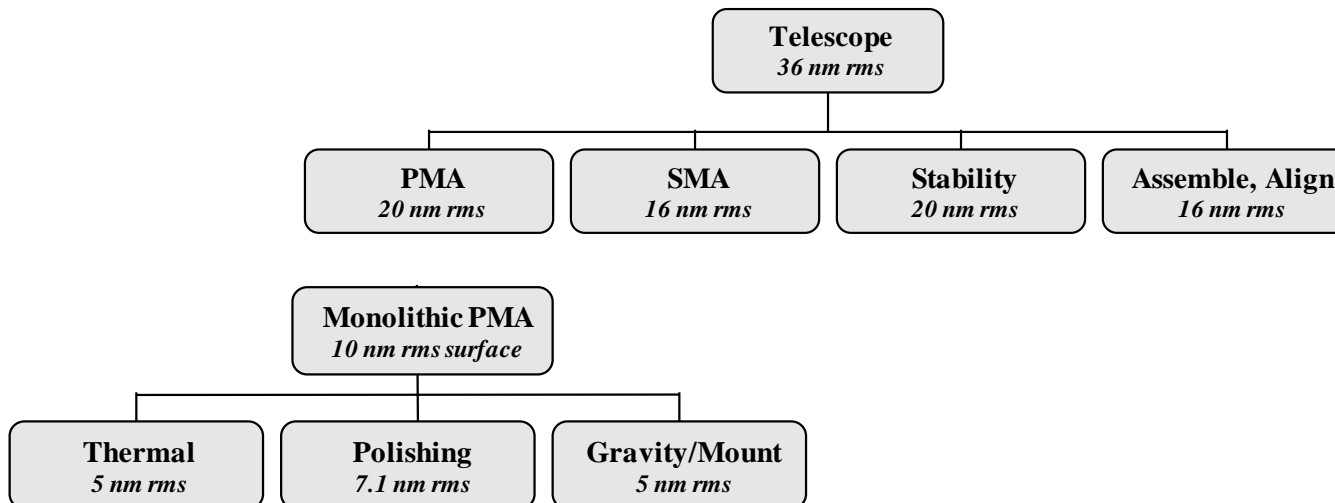 Telescope
36 nm rms
PMA
20 nm rms
SMA
16 nm rms
Stability
20 nm rms
Assemble, Align
16 nm rms
Monolithic PMA
10 nm rms surface
Thermal
5 nm rms
Polishing
7.1 nm rms
Gravity/Mount
5 nm rms